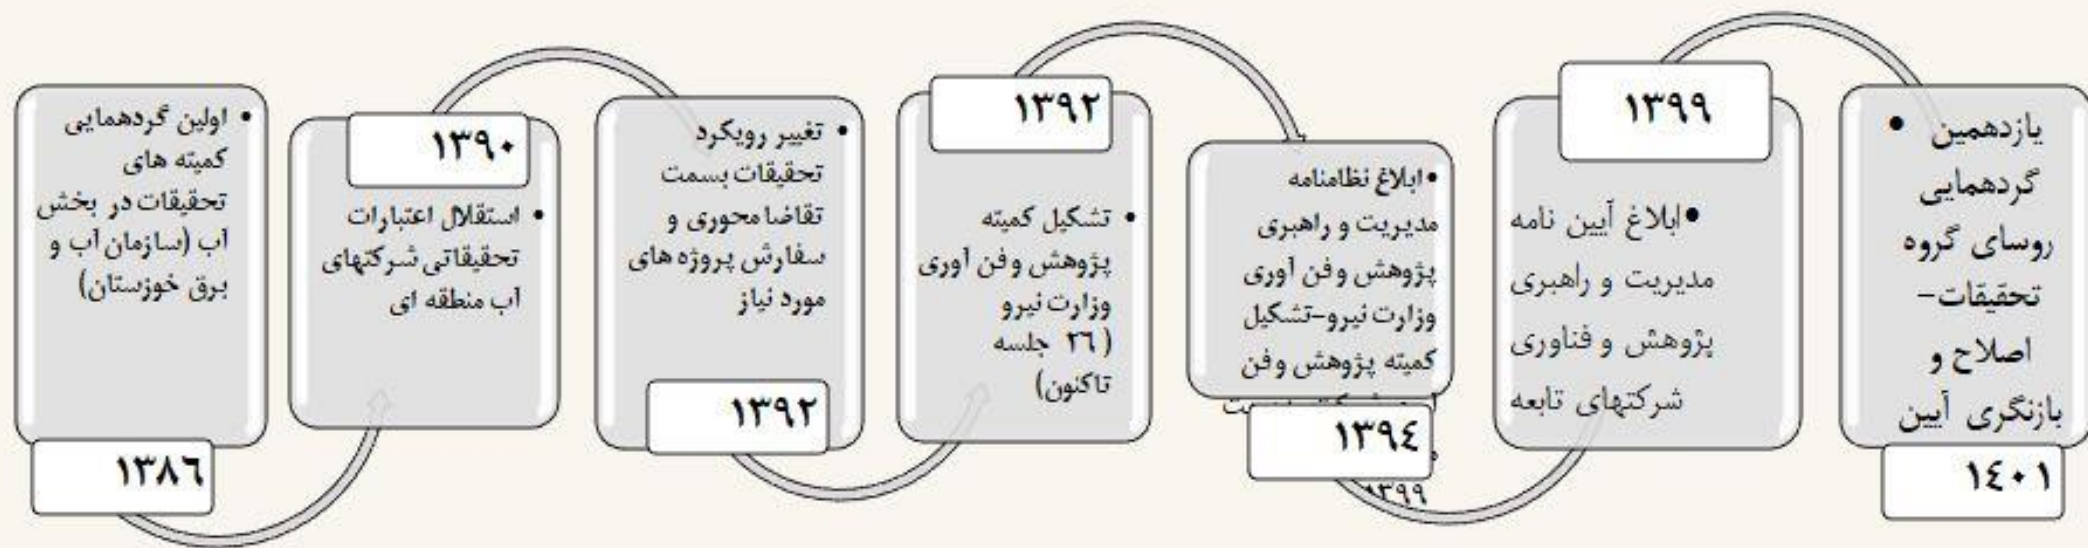 اولین گردهمایی
کمیته های
تحقیقات در بخش
آب (سازمان آب و
برق خوزستان)
۱۳۸۶
۱۳۹۰
استقلال اعتبارات
تحقیقاتی شرکتهای
آب منطقه ای
تغییر رویکرد
تحقیقات بسمت
تقاضا محوری و
سفارش پروژه های
مورد نیاز
۱۳۹۲
۱۳۹۲
تشکیل کمیته
پژوهش و فن آوری
وزارت نیرو
(۲۶ جلسه
تاکنون)
ابلاغ نظامنامه
مدیریت و راهبری
پژوهش و فن آوری
وزارت نیرو-تشکیل
کمیته پژوهش و فن
۱۳۹۴
۱۳۹۹
۱۳۹۹
ابلاغ آیین نامه
مدیریت و راهبری
پژوهش و فناوری
شرکتهای تابعه
یازدهمین
گردهمایی
روسای گروه
تحقیقات-
اصلاح و
بازنگری آیین
۱۴۰۱